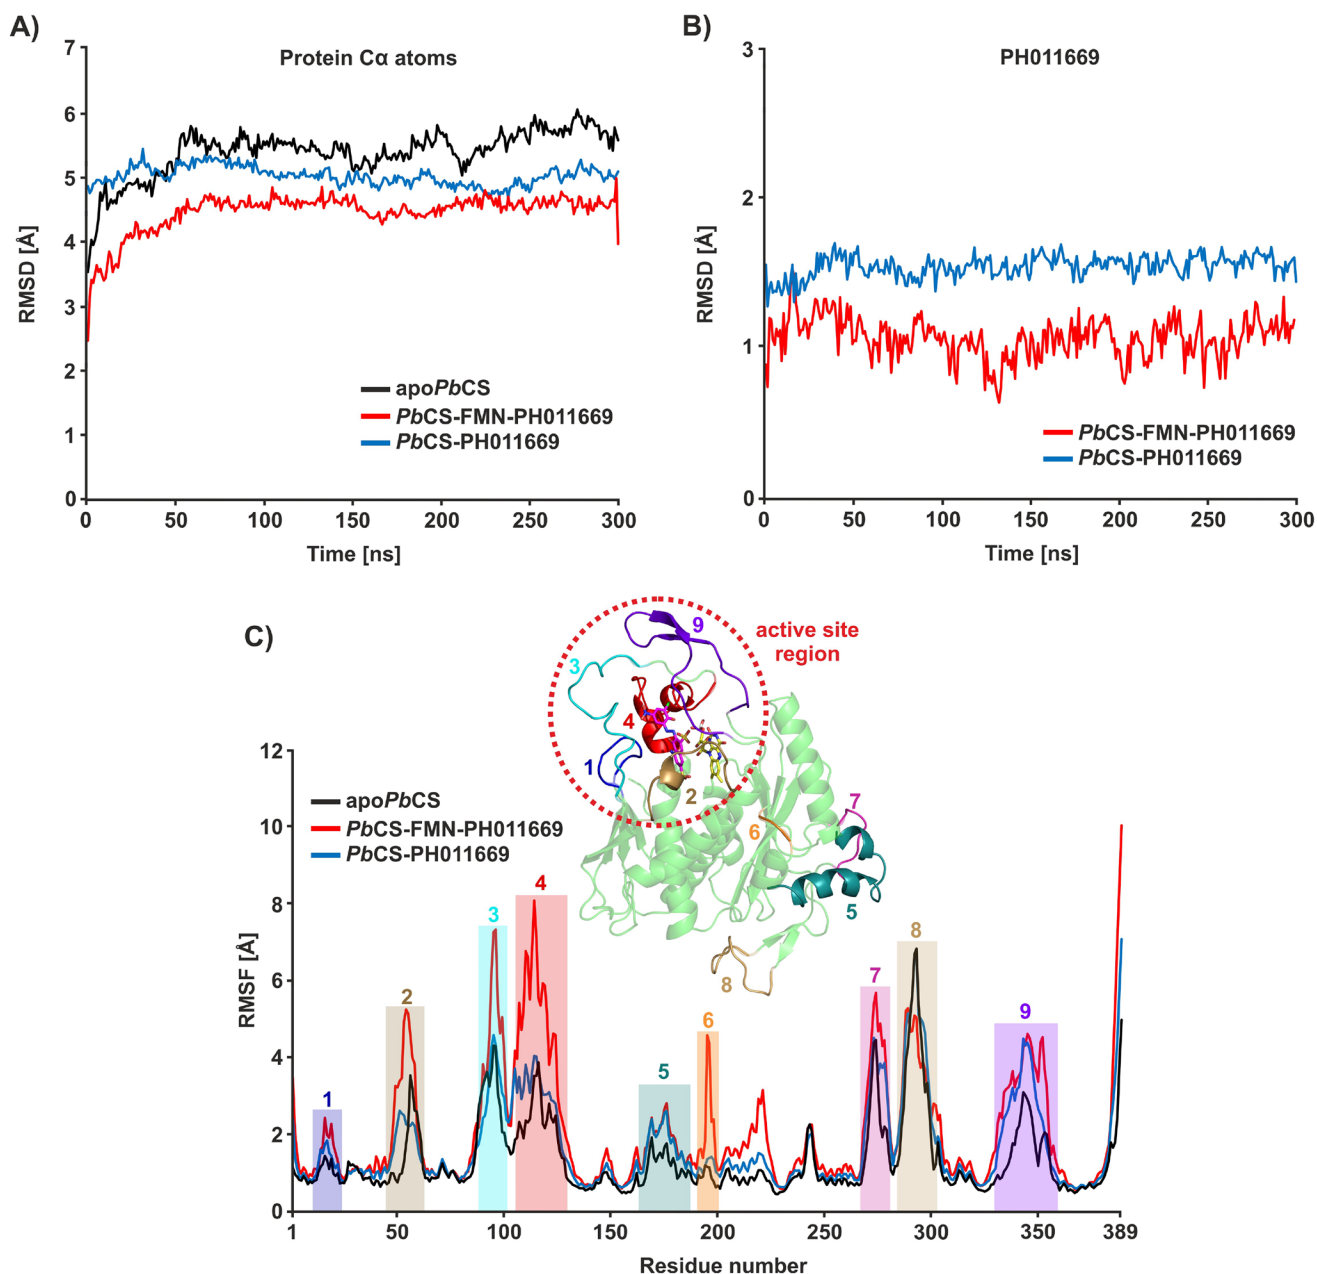 A)
Protein Cα atoms
7
6
5
4
3
2
1
0
RMSD [Å]
apoPbCS
PbCS-FMN-PH011669
PbCS-PH011669
0 50 100 150 200 250 300
Time [ns]
B)
PH011669
3
2
1
0
RMSD [Å]
PbCS-FMN-PH011669
PbCS-PH011669
0 50 100 150 200 250 300
Time [ns]
C)
active site
region
9
3
4
1
2
6
7
5
8
12
10
8
6
4
2
0
RMSF [Å]
apoPbCS
PbCS-FMN-PH011669
PbCS-PH011669
1
2
3
4
5
6
7
8
9
1 50 100 150 200 250 300 350 389
Residue number